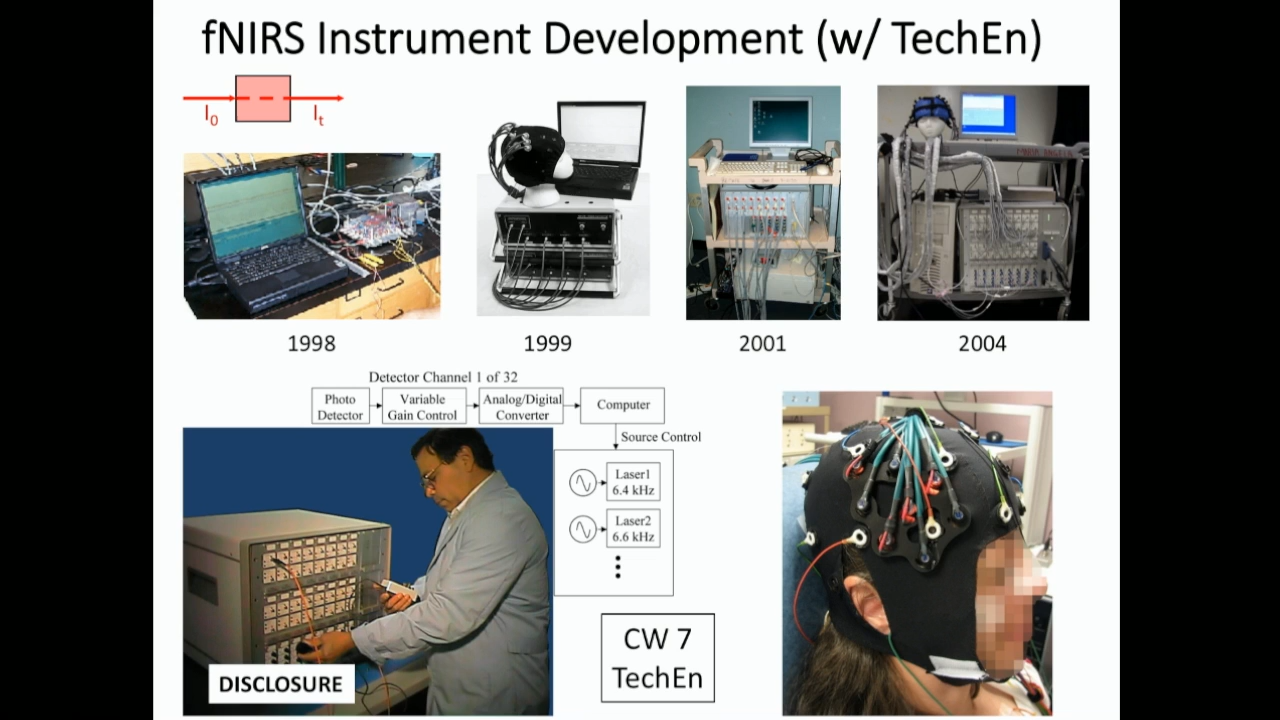 fNIRS Instrument Development (w/ TechEn)
I0
It
1998
1999
2001
2004
Detector Channel 1 of 32
Photo
Detector
Variable
Gain Control
Analog/Digital
Converter
Computer
Source Control
Laser1
6.4 kHz
Laser2
6.6 kHz
DISCLOSURE
CW 7
TechEn